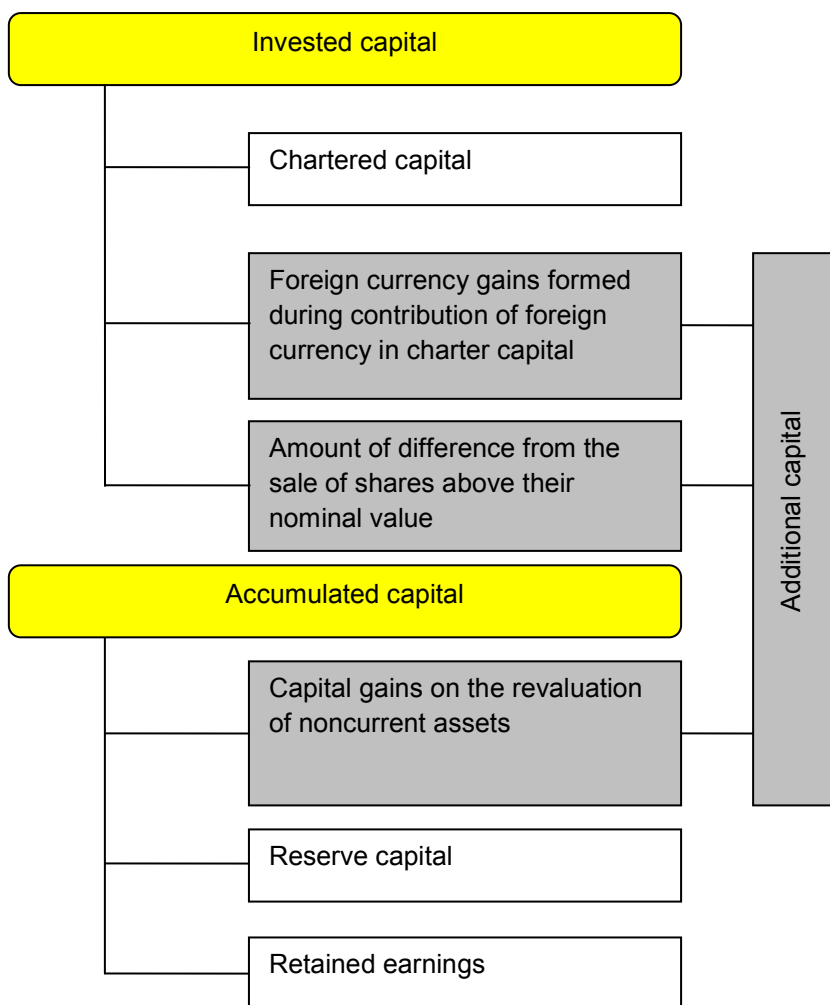 Invested capital
Chartered capital
Foreign currency gains formed
during contribution of foreign
currency in charter capital
Amount of difference from the
sale of shares above their
nominal value
Additional capital
Accumulated capital
Capital gains on the revaluation
of noncurrent assets
Reserve capital
Retained earnings